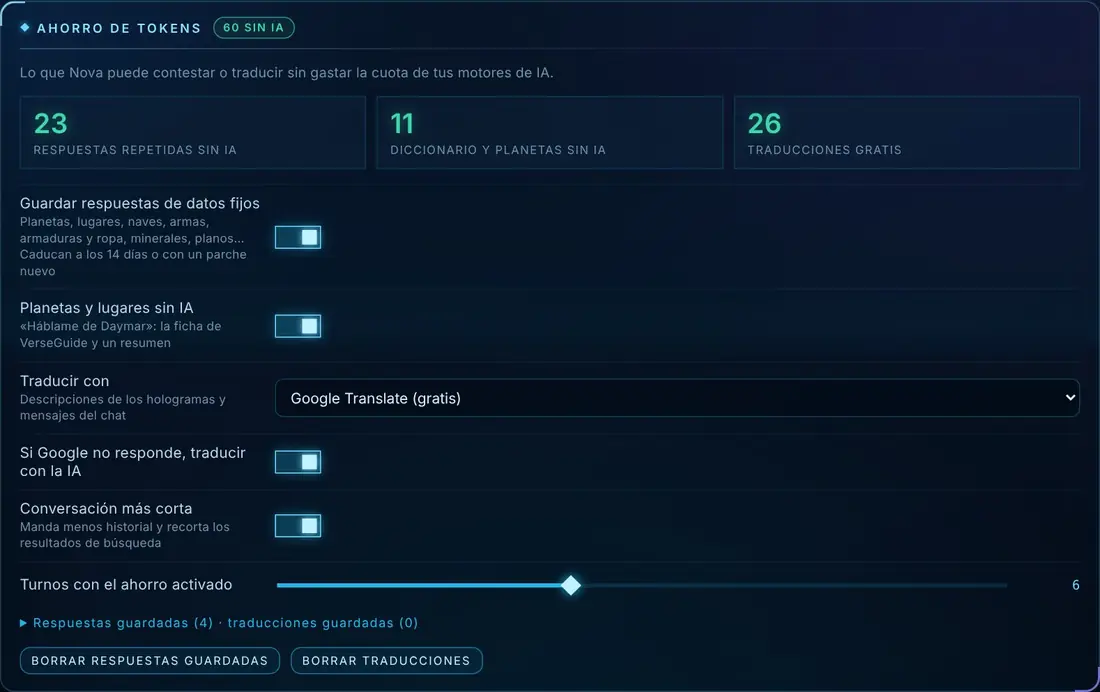 AHORRO DE TOKENS
60 SIN IA
Lo que Nova puede contestar o traducir sin gastar la cuota de tus motores de IA.
23
RESPUESTAS REPETIDAS SIN IA
11
DICCIONARIO Y PLANETAS SIN IA
26
TRADUCCIONES GRATIS
Guardar respuestas de datos fijos
Planetas, lugares, naves, armas,
armaduras y ropa, minerales, planos...
Caducan a los 14 días o con un parche
nuevo
Planetas y lugares sin IA
«Háblame de Daymar»: la ficha de
VerseGuide y un resumen
Traducir con
Descripciones de los hologramas y
mensajes del chat
Google Translate (gratis)
Si Google no responde, traducir
con la IA
Conversación más corta
Manda menos historial y recorta los
resultados de búsqueda
Turnos con el ahorro activado
6
Respuestas guardadas (4) · traducciones guardadas (0)
BORRAR RESPUESTAS GUARDADAS
BORRAR TRADUCCIONES